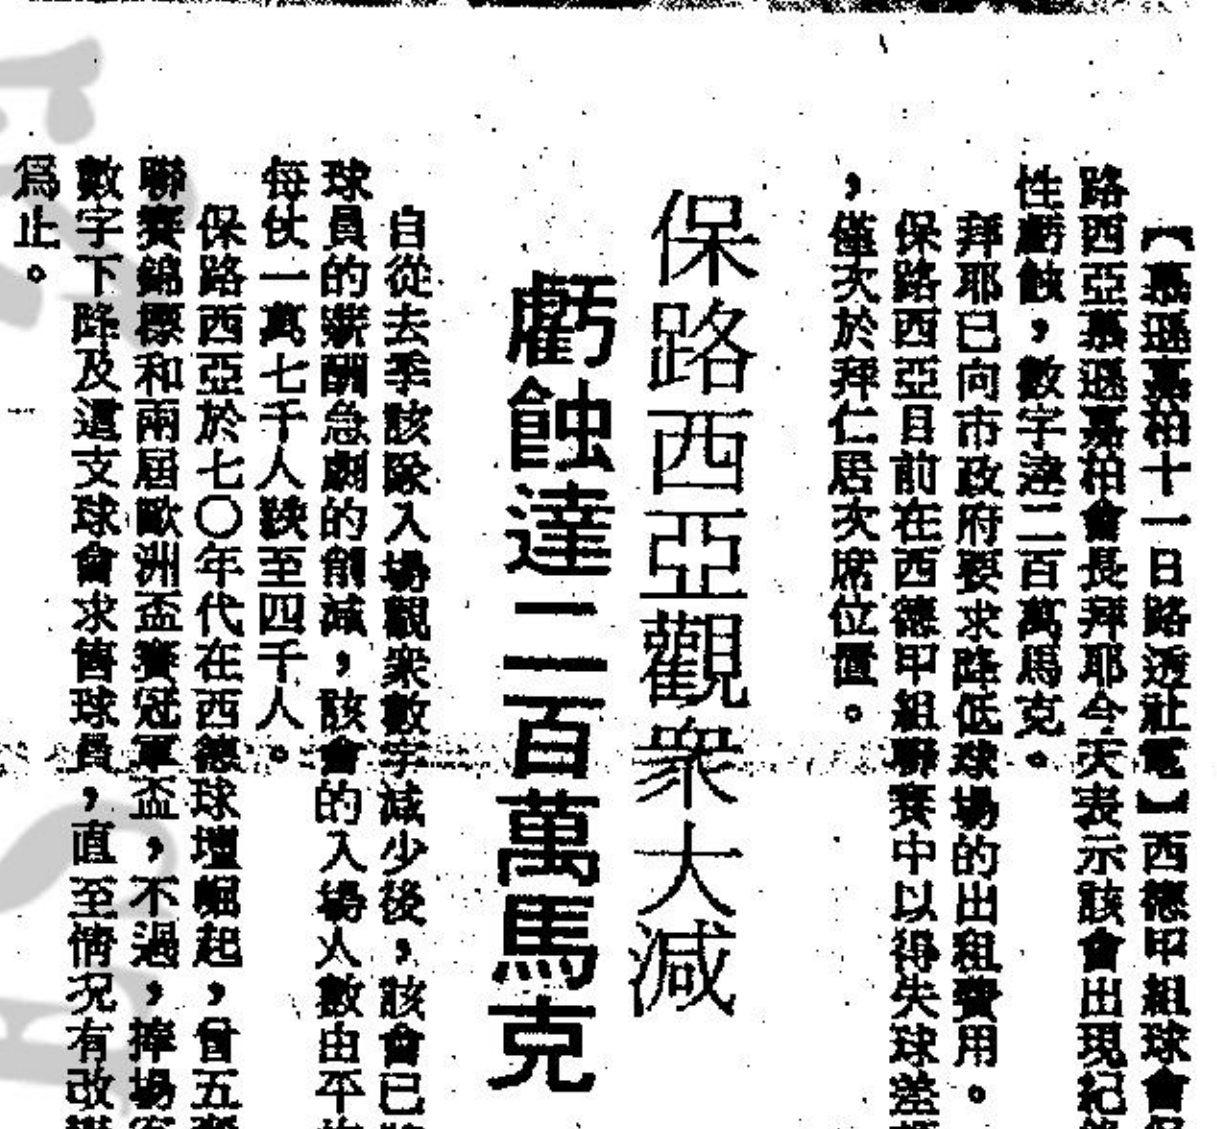 【慕遜嘉柏十一日路透社電】西德甲組球會保
路西亞慕遜嘉柏會長拜耶今天表示該會出現紀錄
性虧蝕，數字達二百萬馬克。
拜耶已向市政府要求降低球場的出租費用。
保路西亞目前在西德甲組聯賽中以得失球差
，僅次於拜仁居次席位置。
保路西亞觀衆大減
虧蝕達二百萬馬克
自從去季該隊入場觀衆數字減少後，該會已將
球員的薪酬急劇的削減，該會的入場人數由平均
每仗一萬七千人跌至四千人。
保路西亞於七〇年代在西德球壇崛起，曾五奪
聯賽錦標和兩屆歐洲盃賽冠軍盃，不過，捧場客
數字下降及這支球會求售球員，直至情況有改
爲止。